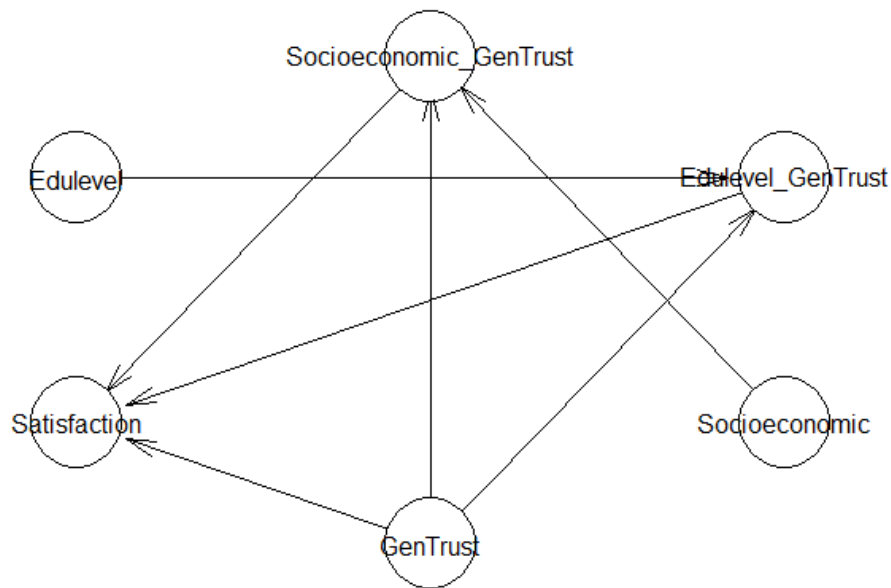 Socioeconomic_GenTrust
Edulevel
Edulevel_GenTrust
Satisfaction
Socioeconomic
GenTrust